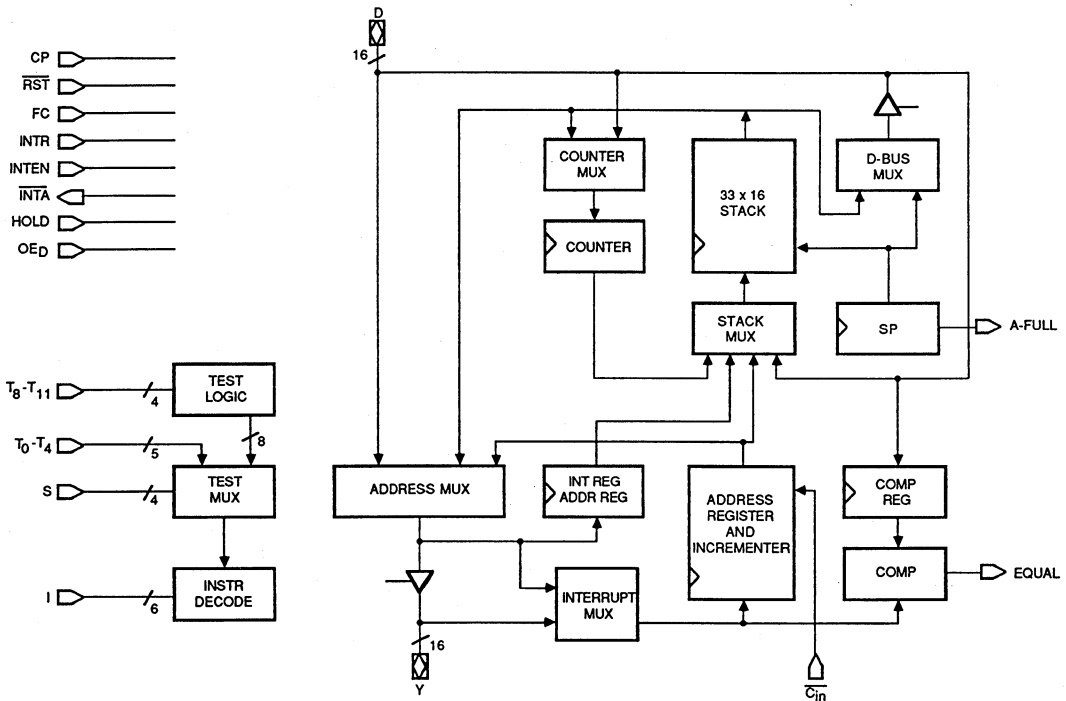 D
16
CP
RST
FC
INTR
INTEN
INTA
HOLD
OED
COUNTER
MUX
33 x 16
STACK
D-BUS
MUX
COUNTER
STACK
MUX
SP
A-FULL
T8-T11
4
TEST
LOGIC
8
T0-T4
5
S
4
TEST
MUX
ADDRESS MUX
INT REG
ADDR REG
ADDRESS
REGISTER
AND
INCREMENTER
COMP
REG
I
6
INSTR
DECODE
INTERRUPT
MUX
COMP
EQUAL
16
Y
Cin